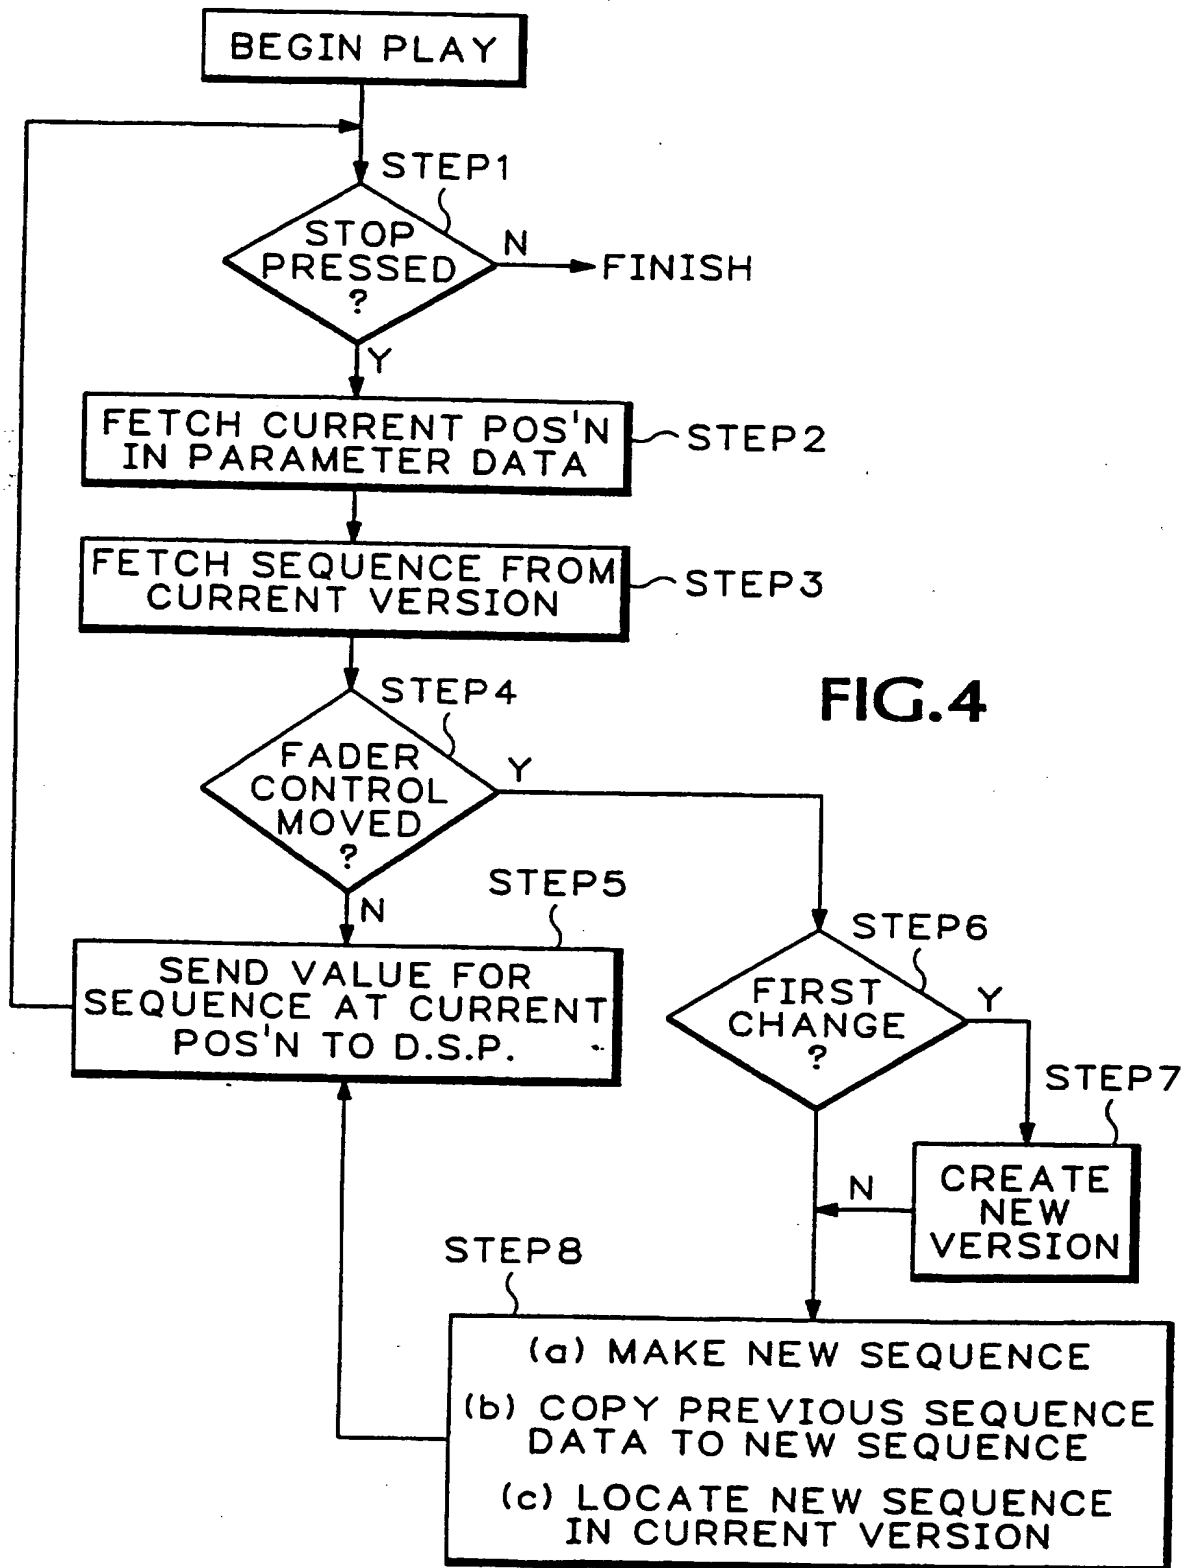 BEGIN PLAY
STEP1
STOP
PRESSED
?
N
FINISH
Y
FETCH CURRENT POS'N
IN PARAMETER DATA
STEP2
FETCH SEQUENCE FROM
CURRENT VERSION
STEP3
FIG.4
STEP4
FADER
CONTROL
MOVED
?
Y
N
STEP5
SEND VALUE FOR
SEQUENCE AT CURRENT
POS'N TO D.S.P.
STEP6
FIRST
CHANGE
?
Y
STEP7
CREATE
NEW
VERSION
N
STEP8
(a) MAKE NEW SEQUENCE
(b) COPY PREVIOUS SEQUENCE
DATA TO NEW SEQUENCE
(c) LOCATE NEW SEQUENCE
IN CURRENT VERSION